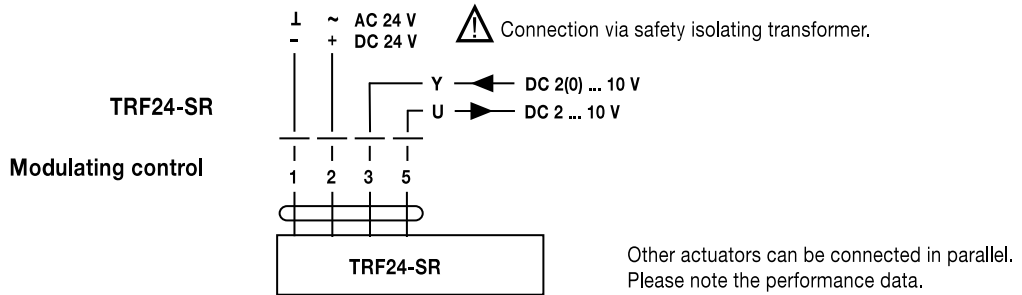 ⊥ ~ AC 24 V
- + DC 24 V
Connection via safety isolating transformer.
Y DC 2(0) ... 10 V
TRF24-SR
U DC 2 ... 10 V
Modulating control
1 2 3 5
TRF24-SR
Other actuators can be connected in parallel.
Please note the performance data.